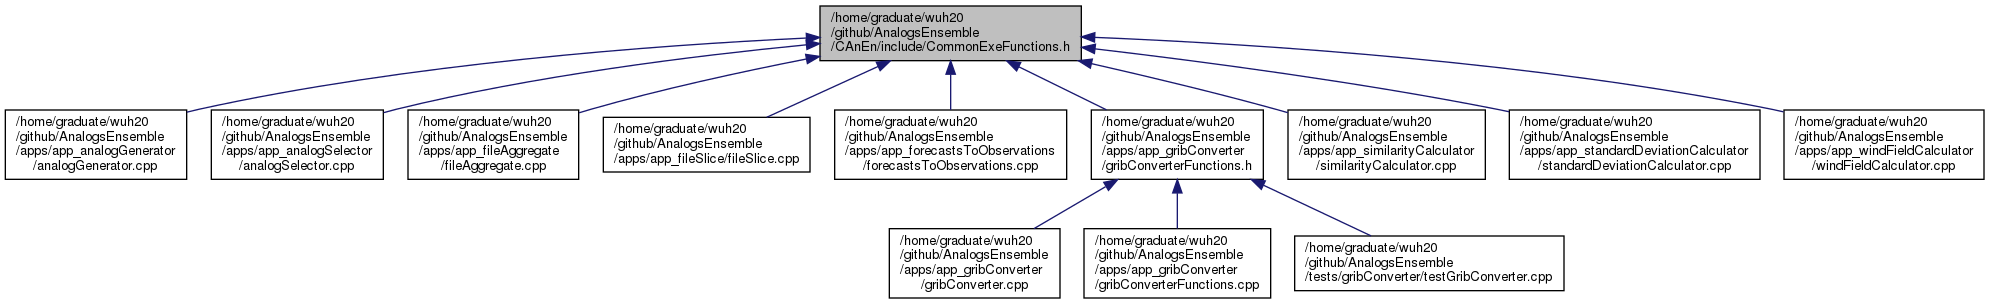 /home/graduate/wuh20
/github/AnalogsEnsemble
/CAnEn/include/CommonExeFunctions.h
/home/graduate/wuh20
/github/AnalogsEnsemble
/apps/app_analogGenerator
/analogGenerator.cpp
/home/graduate/wuh20
/github/AnalogsEnsemble
/apps/app_analogSelector
/analogSelector.cpp
/home/graduate/wuh20
/github/AnalogsEnsemble
/apps/app_fileAggregate
/fileAggregate.cpp
/home/graduate/wuh20
/github/AnalogsEnsemble
/apps/app_fileSlice/fileSlice.cpp
/home/graduate/wuh20
/github/AnalogsEnsemble
/apps/app_forecastsToObservations
/forecastsToObservations.cpp
/home/graduate/wuh20
/github/AnalogsEnsemble
/apps/app_gribConverter
/gribConverterFunctions.h
/home/graduate/wuh20
/github/AnalogsEnsemble
/apps/app_similarityCalculator
/similarityCalculator.cpp
/home/graduate/wuh20
/github/AnalogsEnsemble
/apps/app_standardDeviationCalculator
/standardDeviationCalculator.cpp
/home/graduate/wuh20
/github/AnalogsEnsemble
/apps/app_windFieldCalculator
/windFieldCalculator.cpp
/home/graduate/wuh20
/github/AnalogsEnsemble
/apps/app_gribConverter
/gribConverter.cpp
/home/graduate/wuh20
/github/AnalogsEnsemble
/apps/app_gribConverter
/gribConverterFunctions.cpp
/home/graduate/wuh20
/github/AnalogsEnsemble
/tests/gribConverter/testGribConverter.cpp